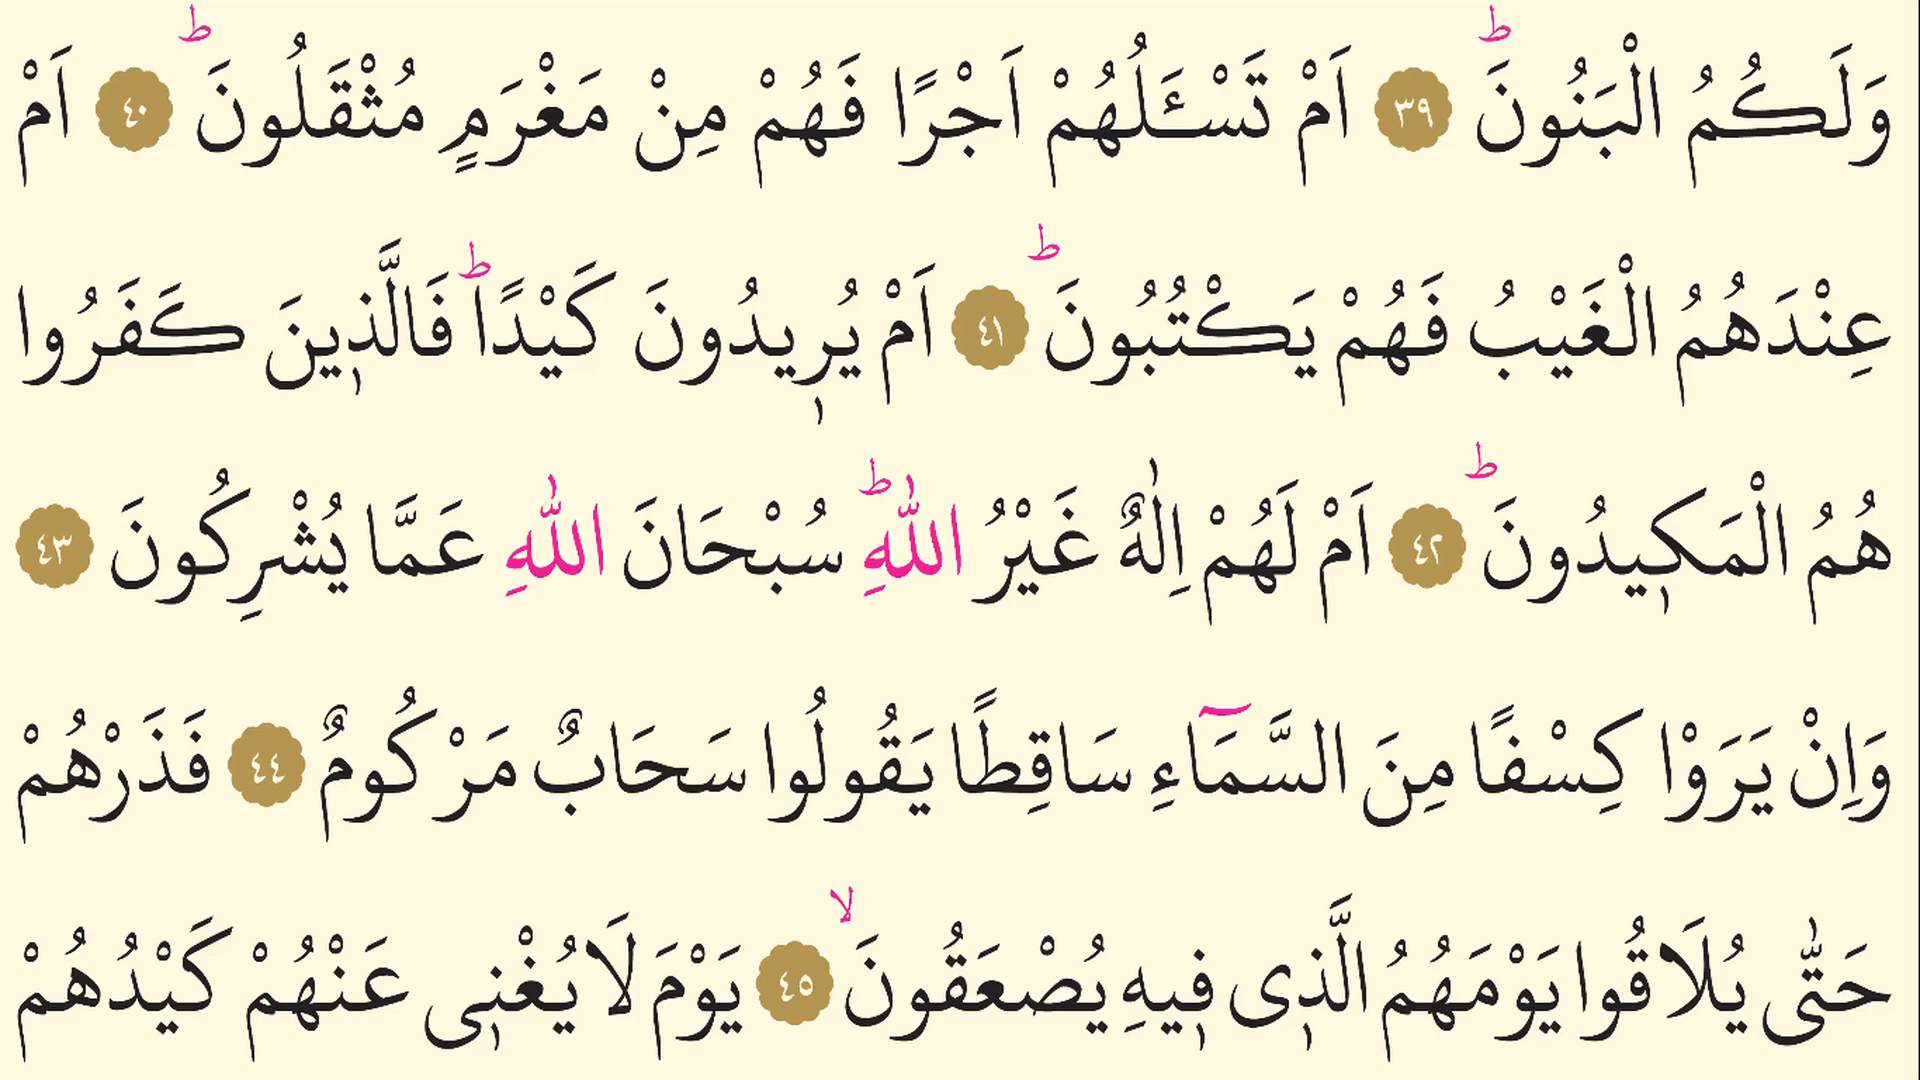 وَلَكُمُ الْبَنُونَۜ ﴿٣٩﴾ اَمْ تَسْـَٔلُهُمْ اَجْرًا فَهُمْ مِنْ مَغْرَمٍ مُثْقَلُونَۜ ﴿٤٠﴾ اَمْ
عِنْدَهُمُ الْغَيْبُ فَهُمْ يَكْتُبُونَۜ ﴿٤١﴾ اَمْ يُر۪يدُونَ كَيْدًاۜ فَالَّذ۪ينَ كَفَرُوا
هُمُ الْمَك۪يدُونَۜ ﴿٤٢﴾ اَمْ لَهُمْ اِلٰهٌ غَيْرُ اللّٰهِۜ سُبْحَانَ اللّٰهِ عَمَّا يُشْرِكُونَ ﴿٤٣﴾
وَاِنْ يَرَوْا كِسْفًا مِنَ السَّمَٓاءِ سَاقِطًا يَقُولُوا سَحَابٌ مَرْكُومٌ ﴿٤٤﴾ فَذَرْهُمْ
حَتّٰى يُلَاقُوا يَوْمَهُمُ الَّذ۪ى ف۪يهِ يُصْعَقُونَۙ ﴿٤٥﴾ يَوْمَ لَا يُغْن۪ى عَنْهُمْ كَيْدُهُمْ